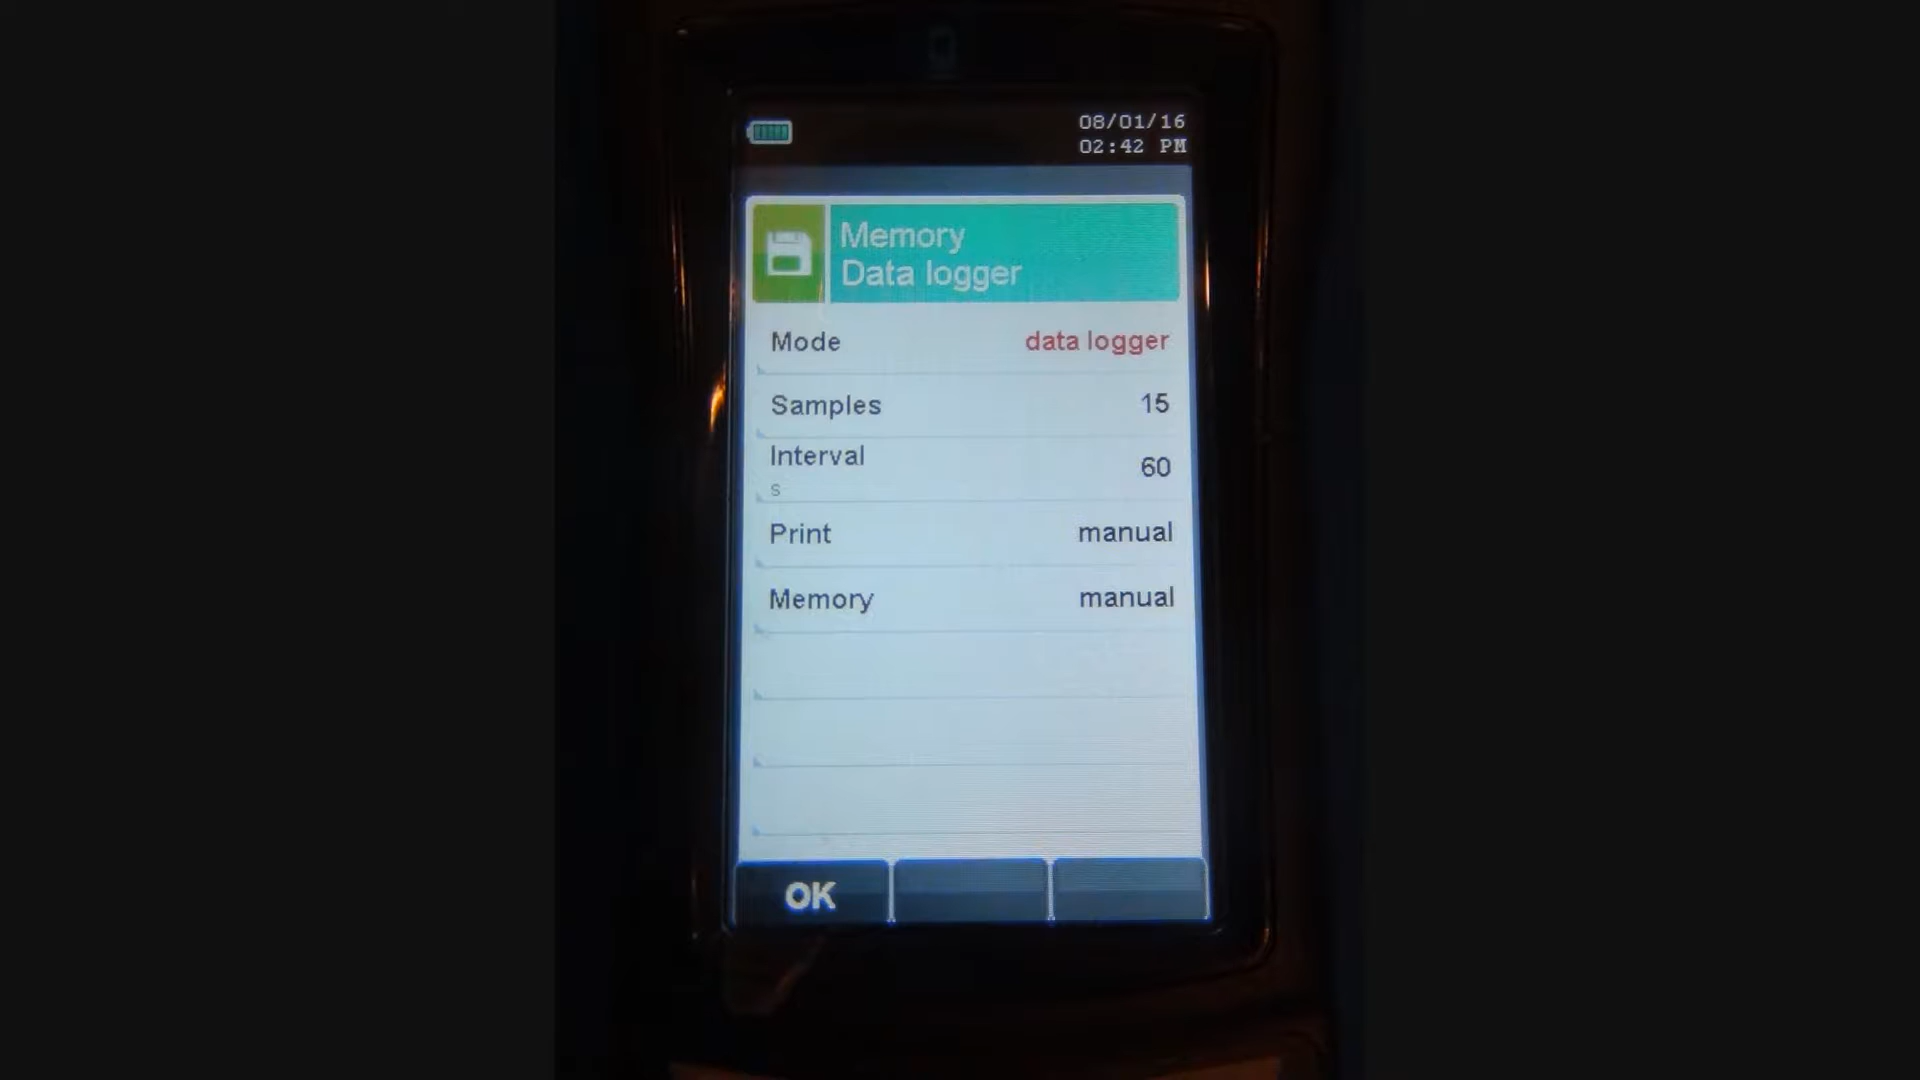 08/01/16
02:42 PM
Memory
Data logger
Mode data logger
Samples 15
Interval 60
s
Print manual
Memory manual
OK